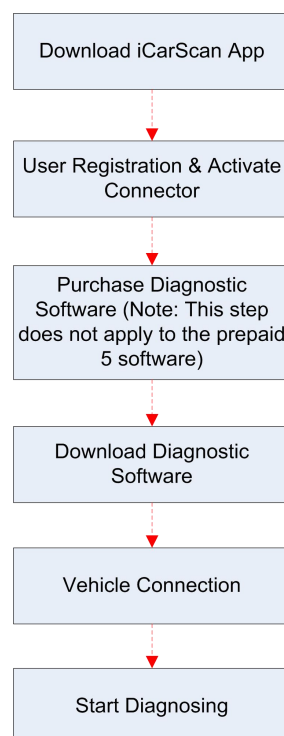 Download iCarScan App
User Registration & Activate
Connector
Purchase Diagnostic
Software (Note: This step
does not apply to the prepaid
5 software)
Download Diagnostic
Software
Vehicle Connection
Start Diagnosing